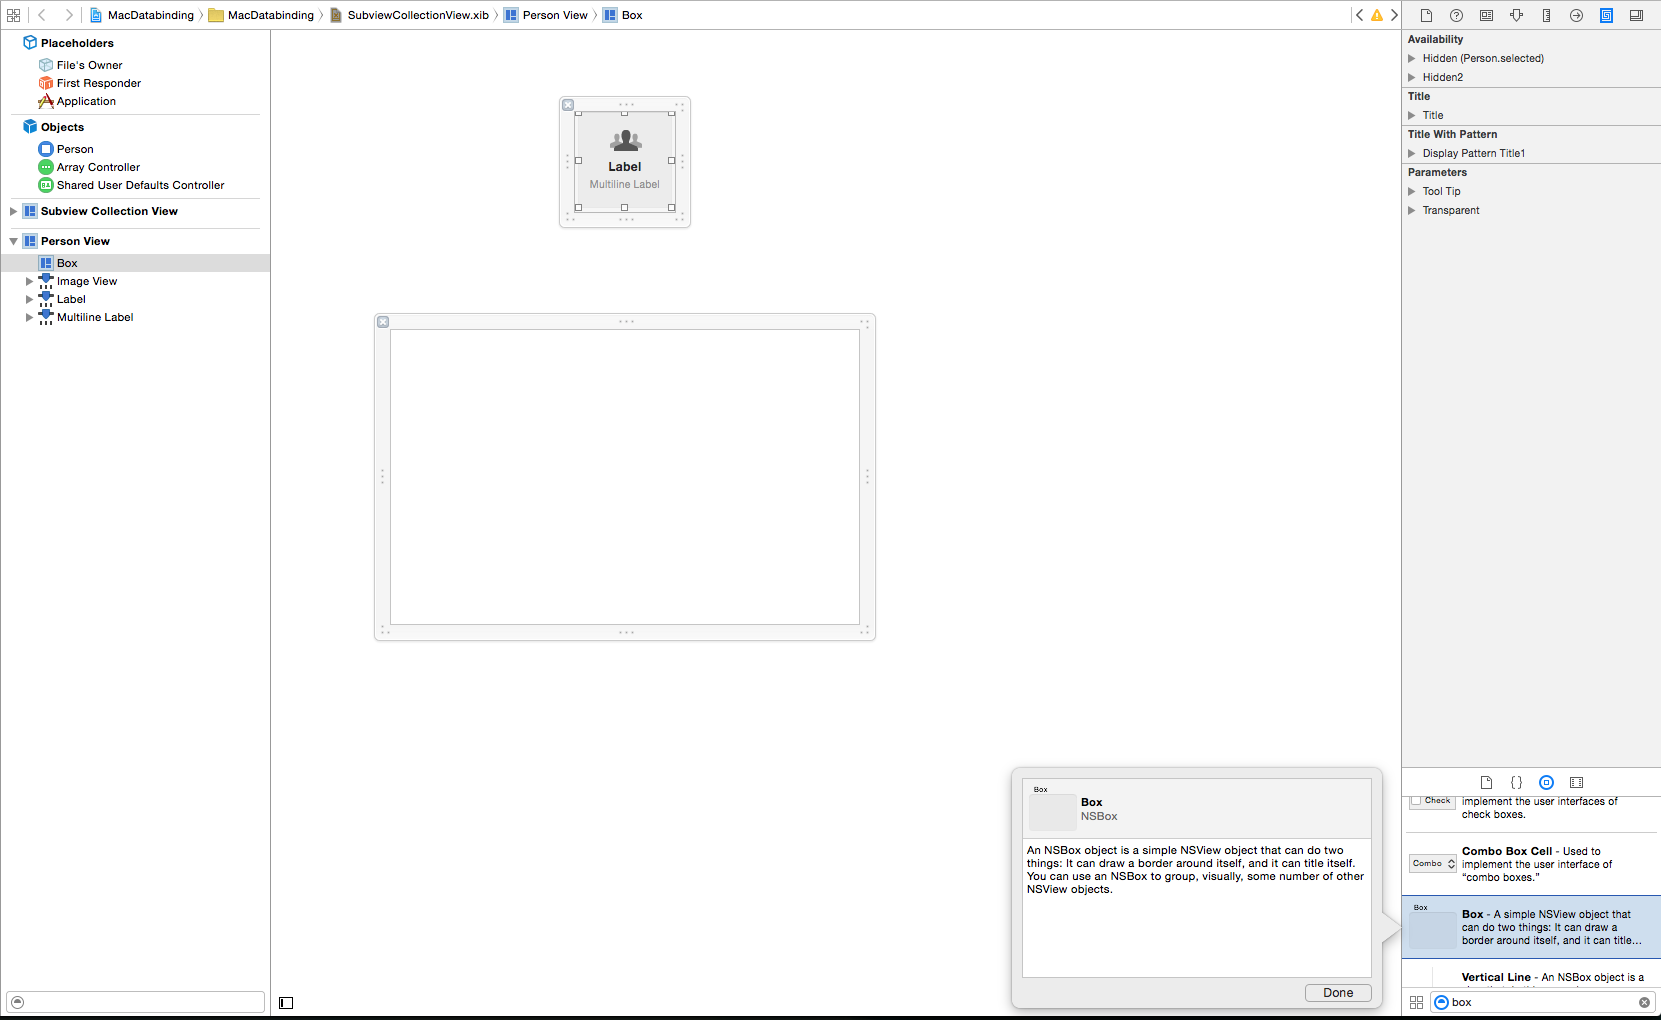 MacDatabinding
MacDatabinding
SubviewCollectionView.xib
Person View
Box
Placeholders
File's Owner
First Responder
Application
Objects
Person
Array Controller
Shared User Defaults Controller
Subview Collection View
Person View
Box
Image View
Label
Multiline Label
Label
Multiline Label
Availability
Hidden (Person.selected)
Hidden2
Title
Title
Title With Pattern
Display Pattern Title1
Parameters
Tool Tip
Transparent
Box
Box
NSBox
An NSBox object is a simple NSView object that can do two
things: It can draw a border around itself, and it can title itself.
You can use an NSBox to group, visually, some number of other
NSView objects.
Done
Check
implement the user interfaces of
check boxes.
Combo
Combo Box Cell - Used to
implement the user interface of
“combo boxes.”
Box
Box - A simple NSView object that
can do two things: It can draw a
border around itself, and it can title...
Vertical Line - An NSBox object is a
box